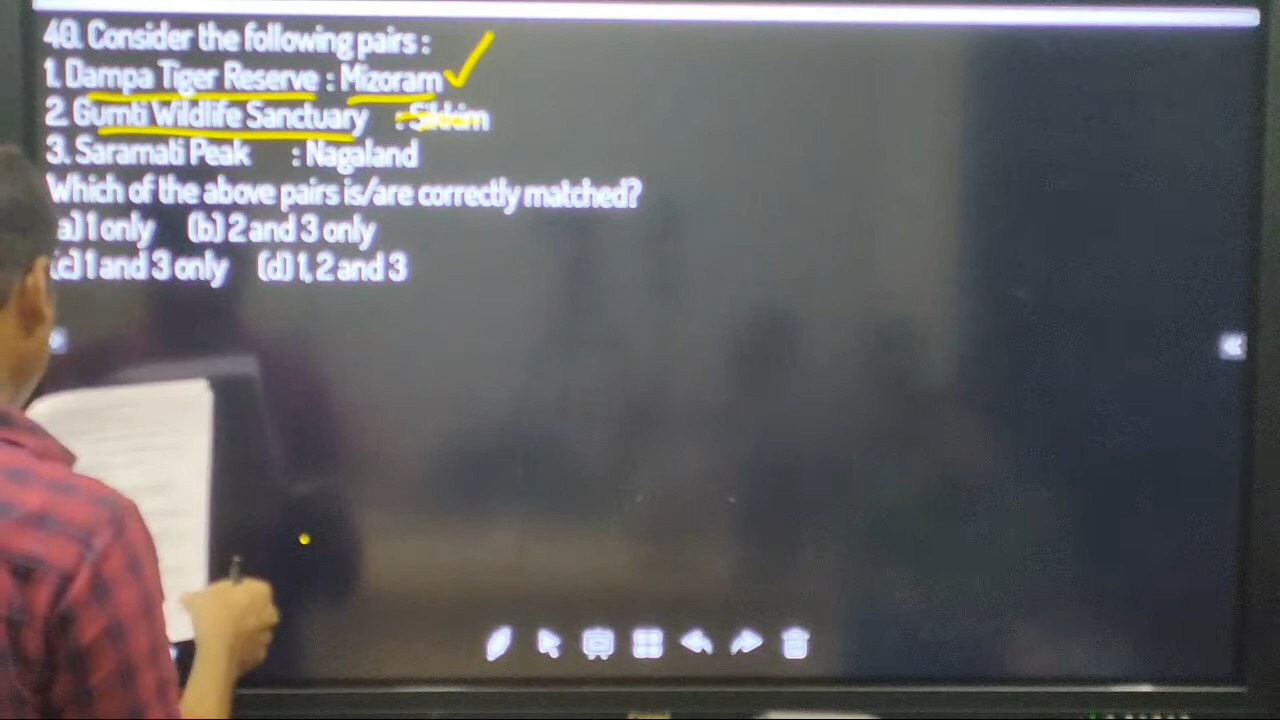 40. Consider the following pairs :
1. Dampa Tiger Reserve : Mizoram
2. Gumti Wildlife Sanctuary : Sikkim
3. Saramati Peak : Nagaland
Which of the above pairs is/are correctly matched?
a) 1 only (b) 2 and 3 only
(c) 1 and 3 only (d) 1, 2 and 3